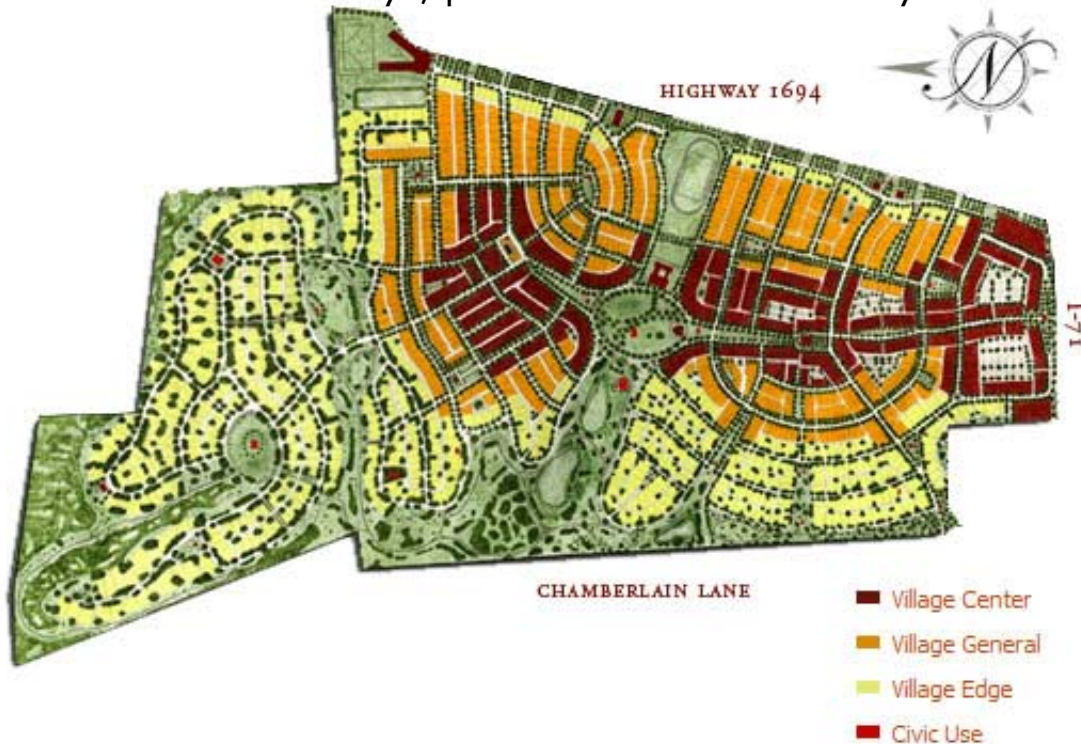 HIGHWAY 1694
N
I-71
CHAMBERLAIN LANE
Village Center
Village General
Village Edge
Civic Use